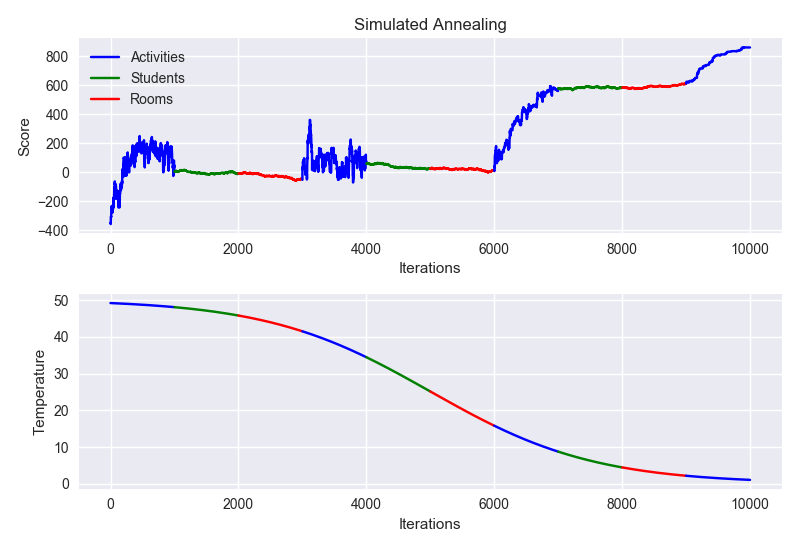 Simulated Annealing
Activities
Students
Rooms
Score
800
600
400
200
0
−200
−400
0 2000 4000 6000 8000 10000
Iterations
Temperature
50
40
30
20
10
0
0 2000 4000 6000 8000 10000
Iterations